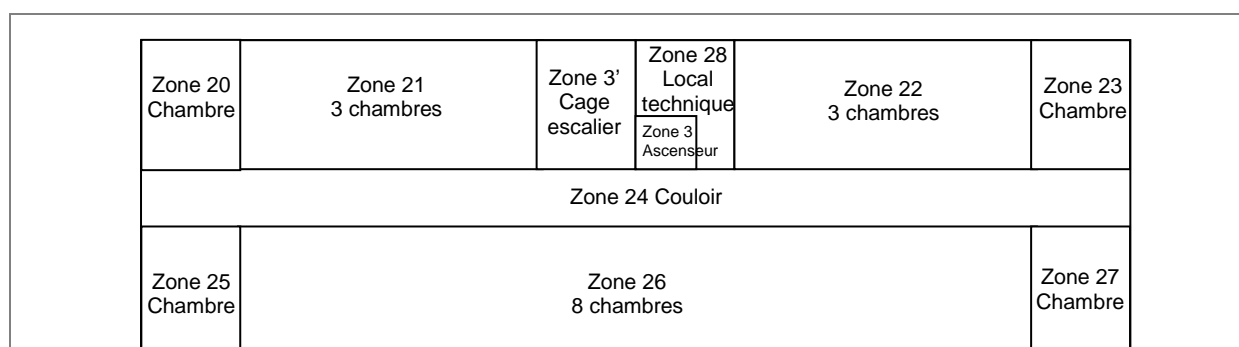 Zone 20
Chambre
Zone 21
3 chambres
Zone 3’
Cage
escalier
Zone 28
Local
technique
Zone 3
Ascenseur
Zone 22
3 chambres
Zone 23
Chambre
Zone 24 Couloir
Zone 25
Chambre
Zone 26
8 chambres
Zone 27
Chambre